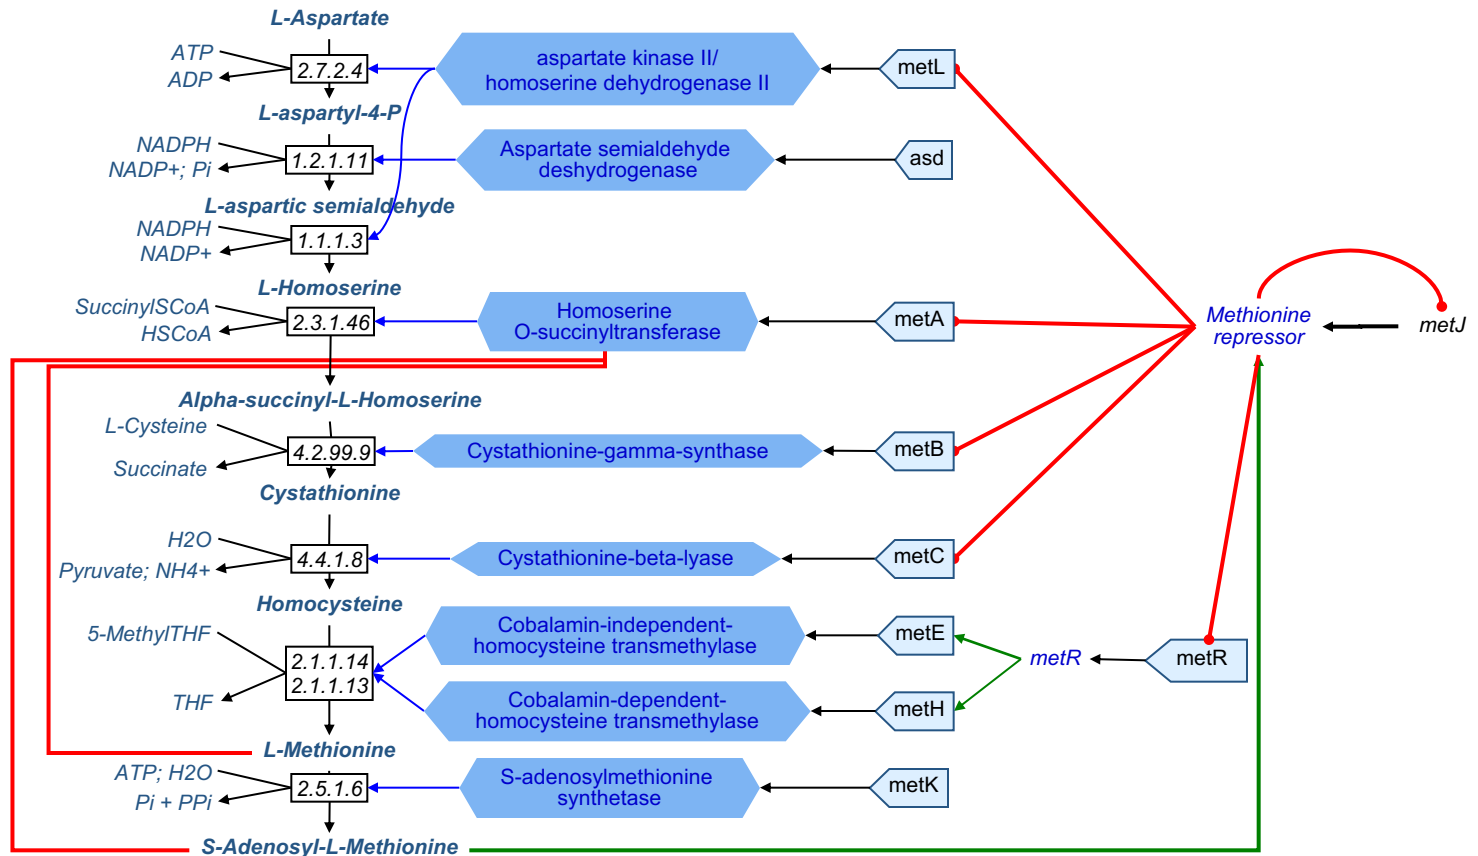 L-Aspartate
ATP
ADP
2.7.2.4
aspartate kinase II/
homoserine dehydrogenase II
metL
L-aspartyl-4-P
NADPH
NADP+; Pi
1.2.1.11
Aspartate semialdehyde
deshydrogenase
asd
L-aspartic semialdehyde
NADPH
NADP+
1.1.1.3
L-Homoserine
SuccinylSCoA
HSCoA
2.3.1.46
Homoserine
O-succinyltransferase
metA
Methionine
repressor
metJ
Alpha-succinyl-L-Homoserine
L-Cysteine
Succinate
4.2.99.9
Cystathionine-gamma-synthase
metB
Cystathionine
H2O
Pyruvate; NH4+
4.4.1.8
Cystathionine-beta-lyase
metC
Homocysteine
5-MethylTHF
THF
2.1.1.14
2.1.1.13
Cobalamin-independent-
homocysteine transmethylase
metE
metR
metR
Cobalamin-dependent-
homocysteine transmethylase
metH
L-Methionine
ATP; H2O
Pi + PPi
2.5.1.6
S-adenosylmethionine
synthetase
metK
S-Adenosyl-L-Methionine